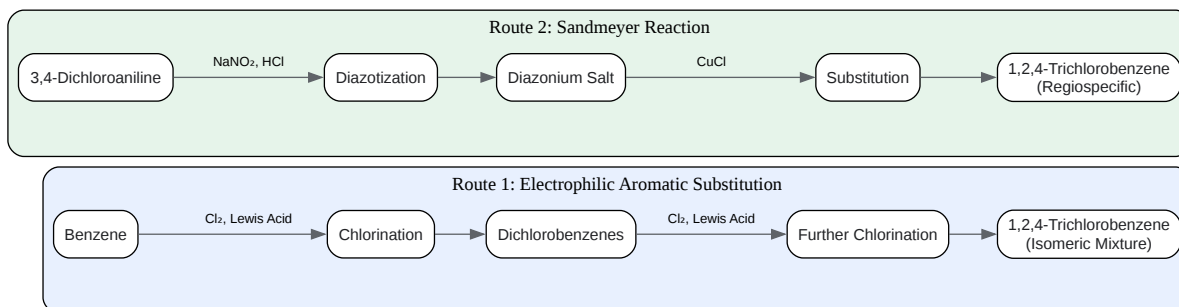 Route 2: Sandmeyer Reaction
3,4-Dichloroaniline
NaNO₂, HCl
Diazotization
Diazonium Salt
CuCl
Substitution
1,2,4-Trichlorobenzene
(Regiospecific)
Route 1: Electrophilic Aromatic Substitution
Benzene
Cl₂, Lewis Acid
Chlorination
Dichlorobenzenes
Cl₂, Lewis Acid
Further Chlorination
1,2,4-Trichlorobenzene
(Isomeric Mixture)